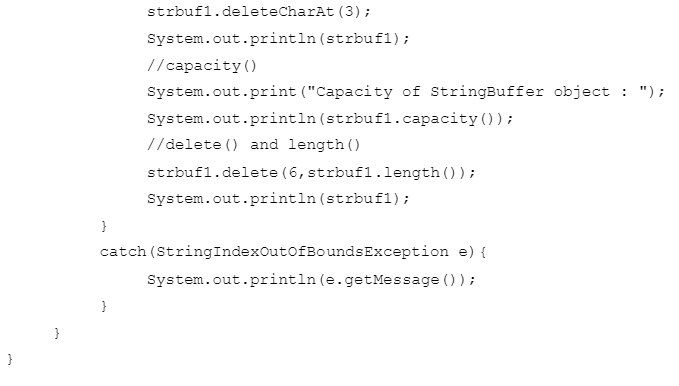 strbuf1.deleteCharAt(3);
System.out.println(strbuf1);
//capacity()
System.out.print("Capacity of StringBuffer object : ");
System.out.println(strbuf1.capacity());
//delete() and length()
strbuf1.delete(6,strbuf1.length());
System.out.println(strbuf1);
}
catch(StringIndexOutOfBoundsException e){
System.out.println(e.getMessage());
}
}
}